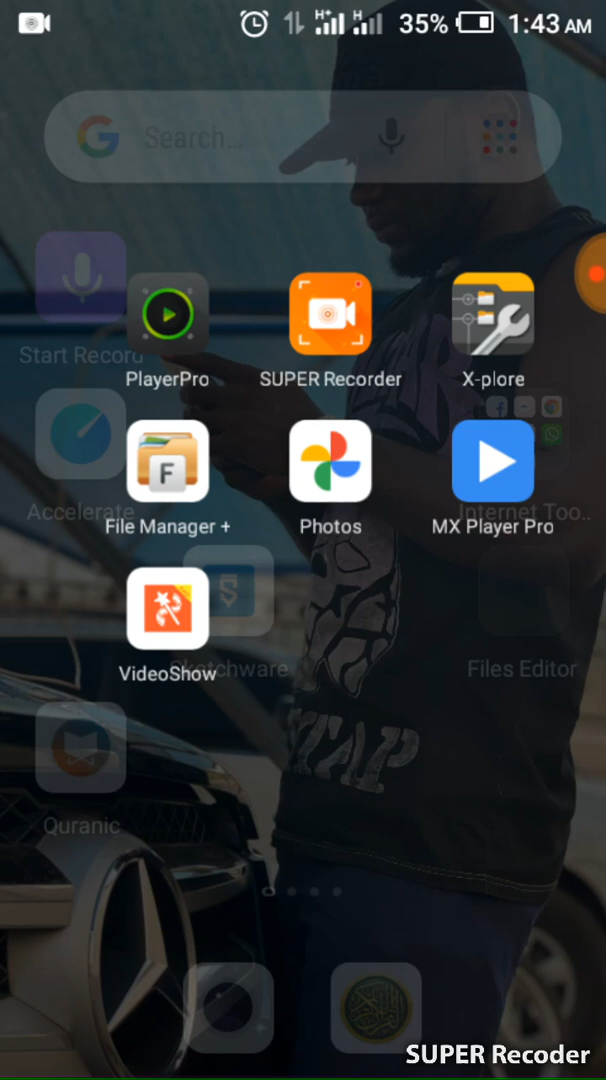 H+
H
35%
1:43 AM
Search...
Start Record
PlayerPro
SUPER Recorder
X-plore
Accelerate
F
File Manager +
Photos
MX Player Pro
Internet Too..
S
VideoShow
Sketchware
Files Editor
TAP
Quranic
SUPER Recoder